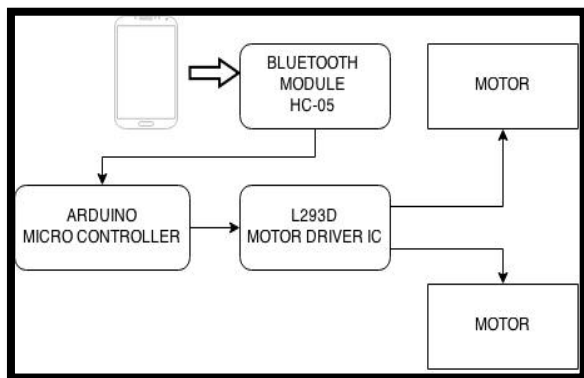 BLUETOOTH
MODULE
HC-05
MOTOR
ARDUINO
MICRO CONTROLLER
L293D
MOTOR DRIVER IC
MOTOR